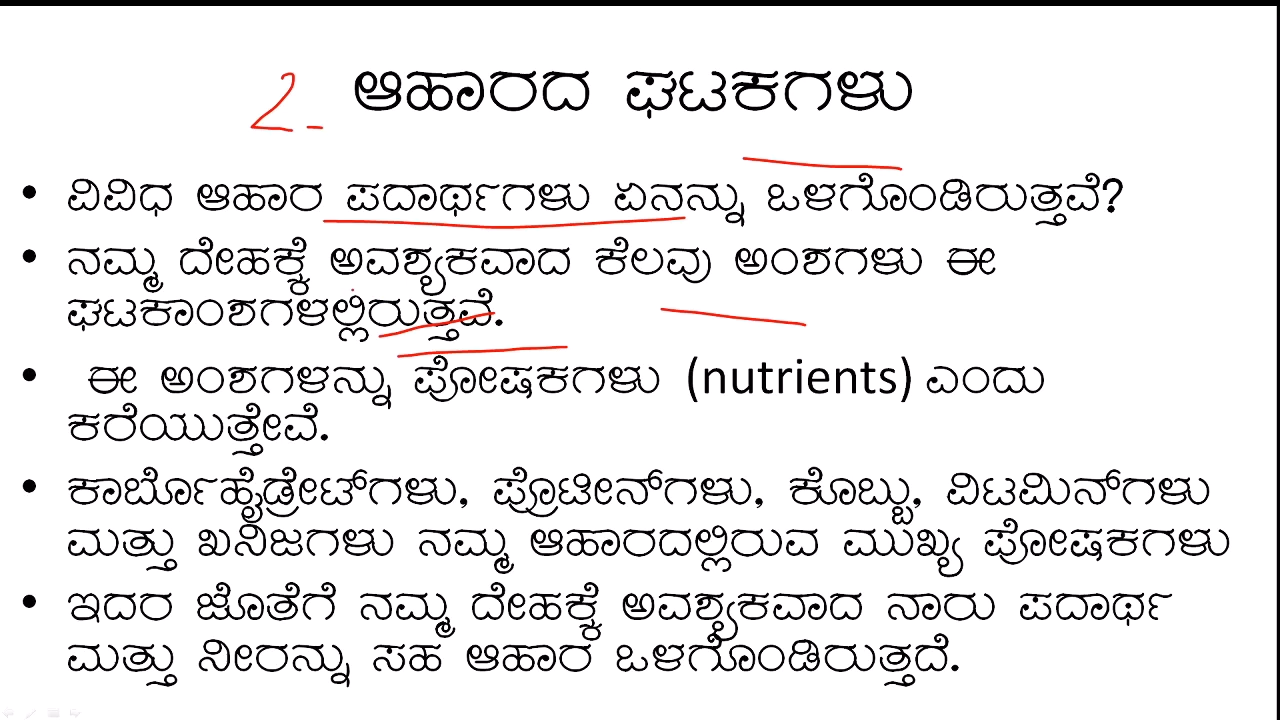 2. ಆಹಾರದ ಘಟಕಗಳು
• ವಿವಿಧ ಆಹಾರ ಪದಾರ್ಥಗಳು ಏನನ್ನು ಒಳಗೊಂಡಿರುತ್ತವೆ?
• ನಮ್ಮ ದೇಹಕ್ಕೆ ಅವಶ್ಯಕವಾದ ಕೆಲವು ಅಂಶಗಳು ಈ
ಘಟಕಾಂಶಗಳಲ್ಲಿರುತ್ತವೆ.
• ಈ ಅಂಶಗಳನ್ನು ಪೋಷಕಗಳು (nutrients) ಎಂದು
ಕರೆಯುತ್ತೇವೆ.
• ಕಾರ್ಬೊಹೈಡ್ರೇಟ್‌ಗಳು, ಪ್ರೊಟೀನ್‌ಗಳು, ಕೊಬ್ಬು, ವಿಟಮಿನ್‌ಗಳು
ಮತ್ತು ಖನಿಜಗಳು ನಮ್ಮ ಆಹಾರದಲ್ಲಿರುವ ಮುಖ್ಯ ಪೋಷಕಗಳು
• ಇದರ ಜೊತೆಗೆ ನಮ್ಮ ದೇಹಕ್ಕೆ ಅವಶ್ಯಕವಾದ ನಾರು ಪದಾರ್ಥ
ಮತ್ತು ನೀರನ್ನು ಸಹ ಆಹಾರ ಒಳಗೊಂಡಿರುತ್ತದೆ.